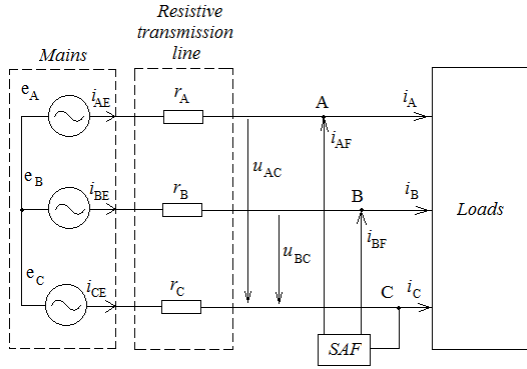 Resistive
transmission
line
Mains
e_A
i_AE
r_A
A
i_A
i_AF
u_AC
e_B
i_BE
r_B
B
i_B
Loads
i_BF
u_BC
e_C
i_CE
r_C
C
i_C
SAF